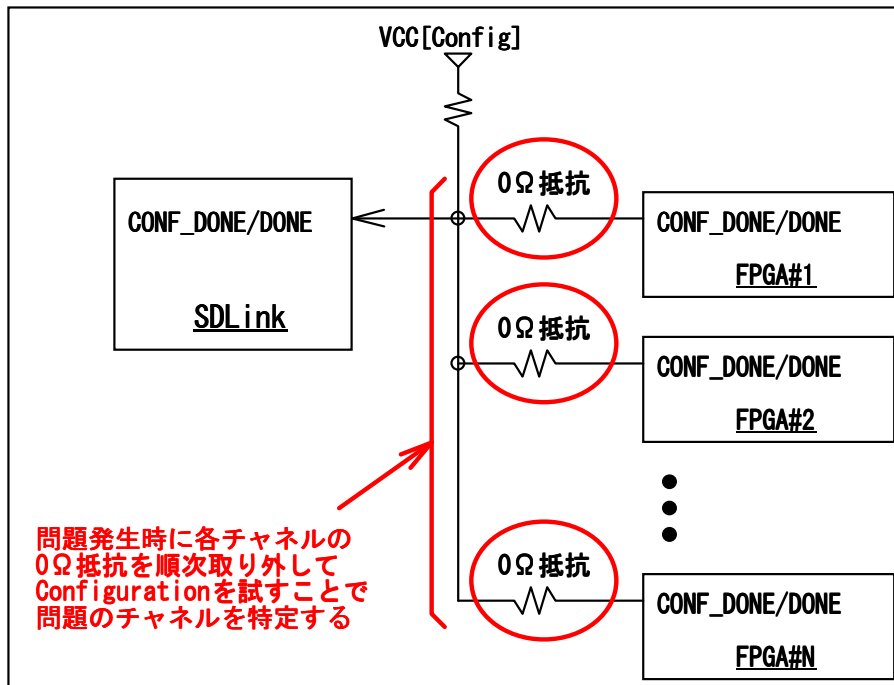 VCC[Config]
0Ω抵抗
CONF_DONE/DONE
SDLink
CONF_DONE/DONE
FPGA#1
0Ω抵抗
CONF_DONE/DONE
FPGA#2
問題発生時に各チャネルの
0Ω抵抗を順次取り外して
Configurationを試すことで
問題のチャネルを特定する
0Ω抵抗
CONF_DONE/DONE
FPGA#N